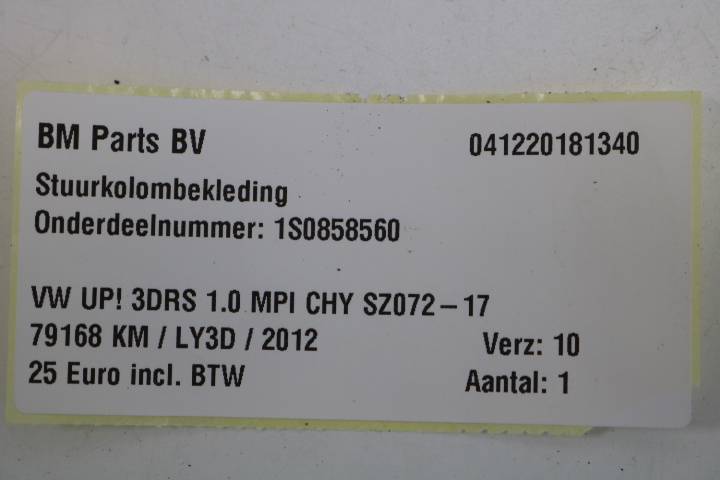 BM Parts BV 041220181340
Stuurkolombekleding
Onderdeelnummer: 1S0858560
VW UP! 3DRS 1.0 MPI CHY SZ072-17
79168 KM / LY3D / 2012 Verz: 10
25 Euro incl. BTW Aantal: 1